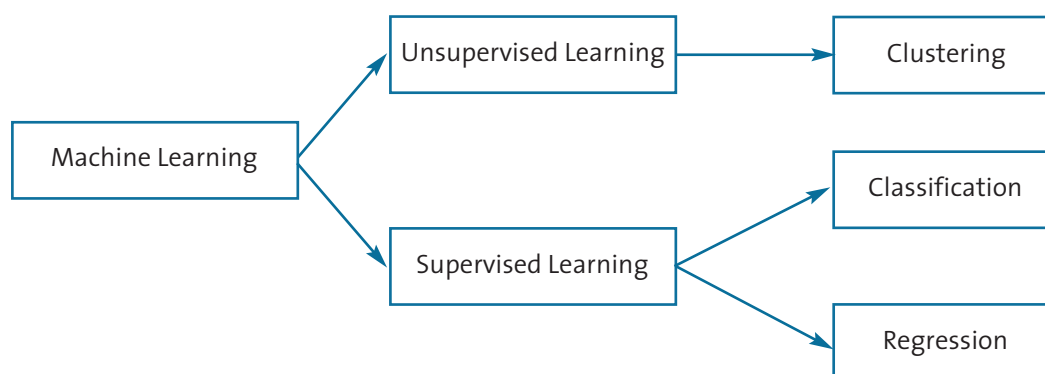 Unsupervised Learning
Clustering
Machine Learning
Classification
Supervised Learning
Regression